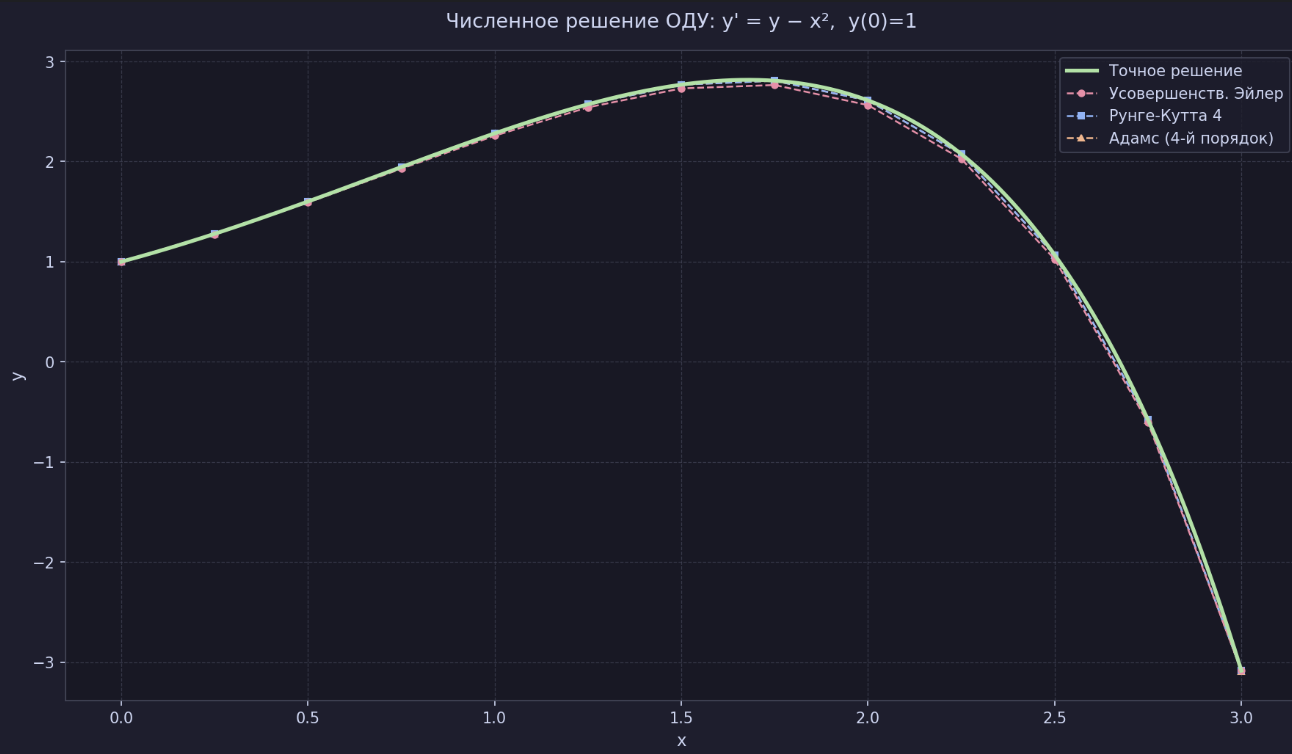 Численное решение ОДУ: y' = y − x², y(0)=1
Точное решение
Усовершенств. Эйлер
Рунге-Кутта 4
Адамс (4-й порядок)
3
2
1
0
−1
−2
−3
y
0.0 0.5 1.0 1.5 2.0 2.5 3.0
x